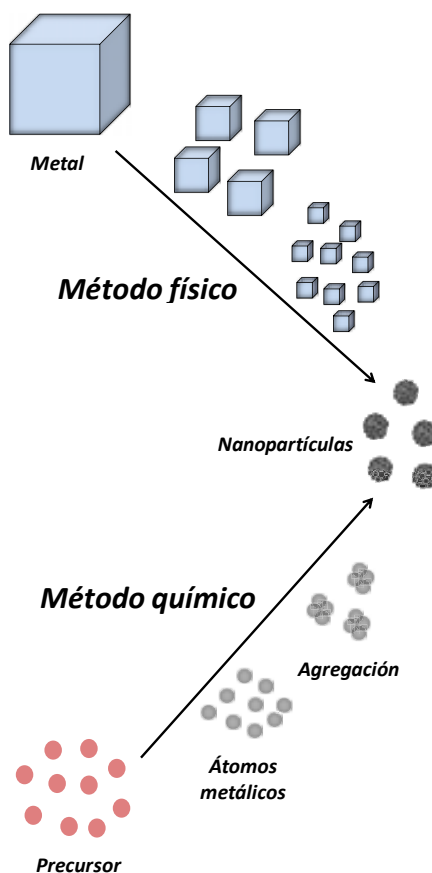 Metal
Método físico
Nanopartículas
Método químico
Agregación
Átomos
metálicos
Precursor